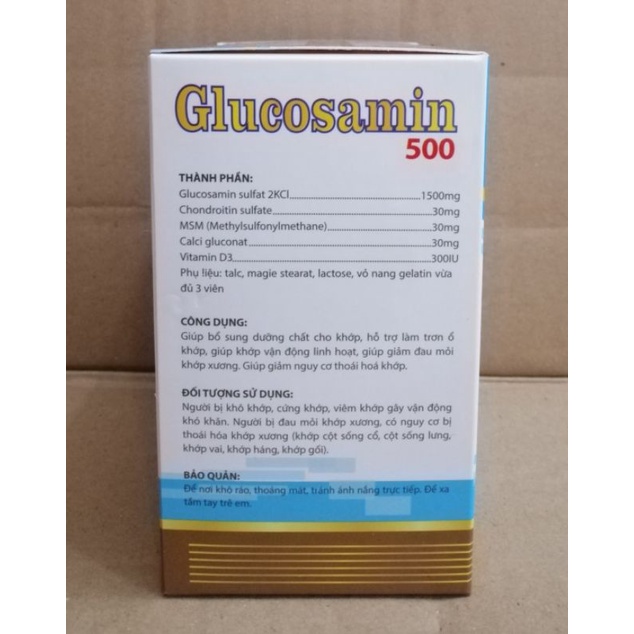 Glucosamin
500
THÀNH PHẦN:
Glucosamin sulfat 2KCl....................................1500mg
Chondroitin sulfate............................................30mg
MSM (Methylsulfonylmethane)..........................30mg
Calci gluconat....................................................30mg
Vitamin D3........................................................300IU
Phụ liệu: talc, magie stearat, lactose, vỏ nang gelatin vừa
đủ 3 viên
CÔNG DỤNG:
Giúp bổ sung dưỡng chất cho khớp, hỗ trợ làm trơn ổ
khớp, giúp khớp vận động linh hoạt, giúp giảm đau mỏi
khớp xương. Giúp giảm nguy cơ thoái hoá khớp.
ĐỐI TƯỢNG SỬ DỤNG:
Người bị khô khớp, cứng khớp, viêm khớp gây vận động
khó khăn. Người bị đau mỏi khớp xương, có nguy cơ bị
thoái hóa khớp xương (khớp cột sống cổ, cột sống lưng,
khớp vai, khớp háng, khớp gối).
BẢO QUẢN:
Để nơi khô ráo, thoáng mát, tránh ánh nắng trực tiếp. Để xa
tầm tay trẻ em.